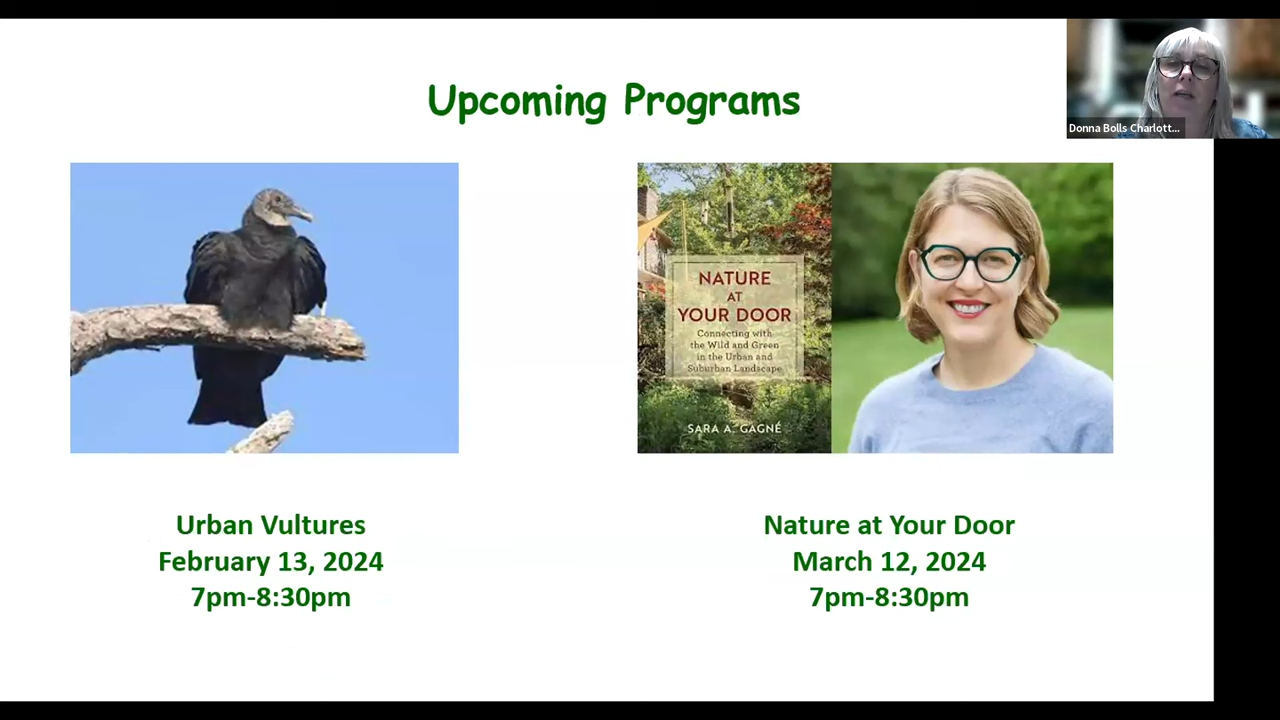 Upcoming Programs
Donna Bolls Charlott...
NATURE
AT
YOUR DOOR
Connecting with
the Wild and Green
in the Urban and
Suburban Landscape
SARA A. GAGNÉ
Urban Vultures
February 13, 2024
7pm-8:30pm
Nature at Your Door
March 12, 2024
7pm-8:30pm